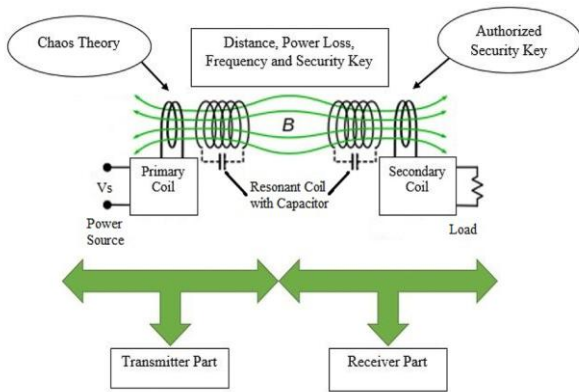 Chaos Theory
Distance, Power Loss,
Frequency and Security Key
Authorized
Security Key
B
Primary
Coil
Resonant Coil
with Capacitor
Secondary
Coil
Vs
Power
Source
Load
Transmitter Part
Receiver Part